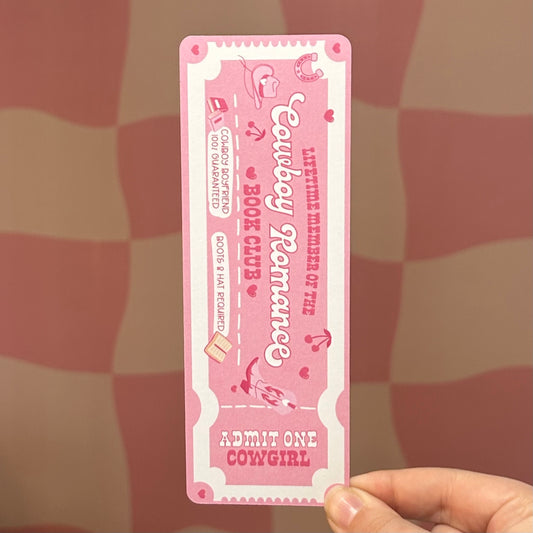 LIFETIME MEMBER OF THE
Cowboy Romance
BOOK CLUB
COWBOY BOYFRIEND
100% GUARANTEED
BOOTS & HAT REQUIRED
ADMIT ONE
COWGIRL